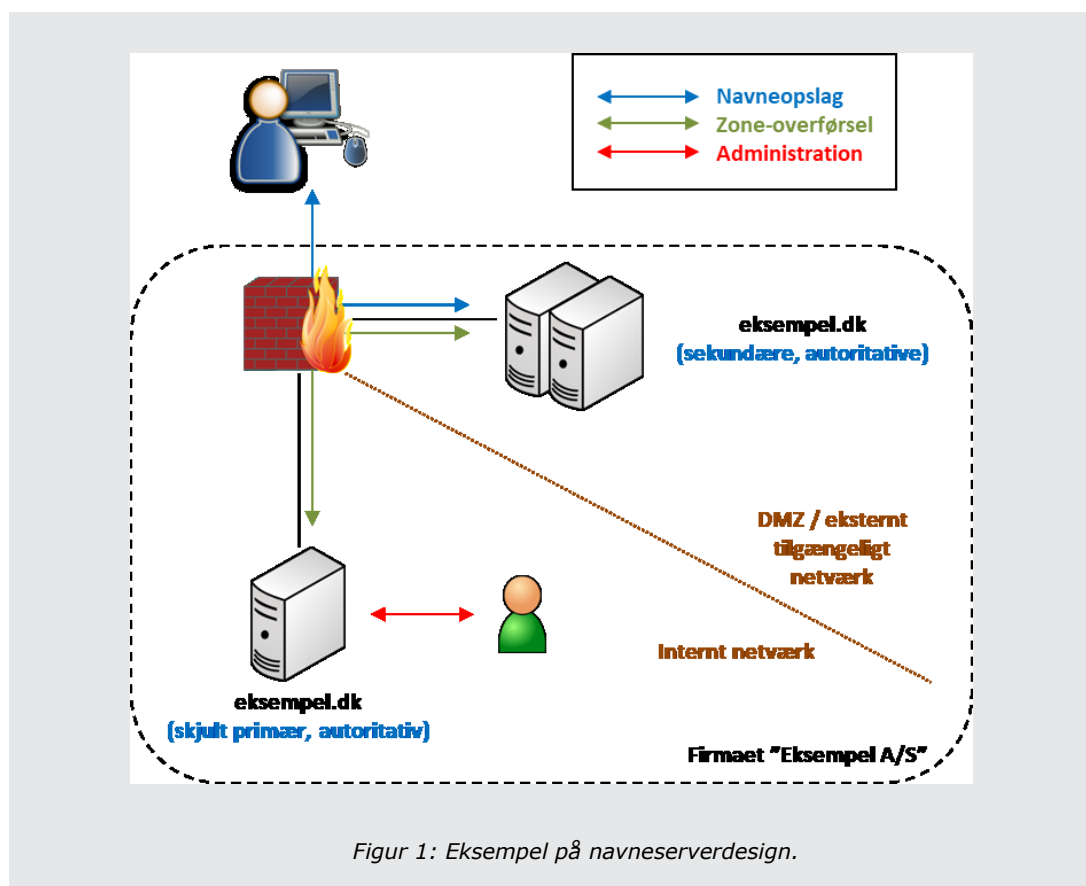 Navneopslag
Zone-overførsel
Administration
eksempel.dk
(sekundære, autoritative)
DMZ / eksternt
tilgængeligt
netværk
Internt netværk
eksempel.dk
(skjult primær, autoritativ)
Firmaet ”Eksempel A/S”
Figur 1: Eksempel på navneserverdesign.